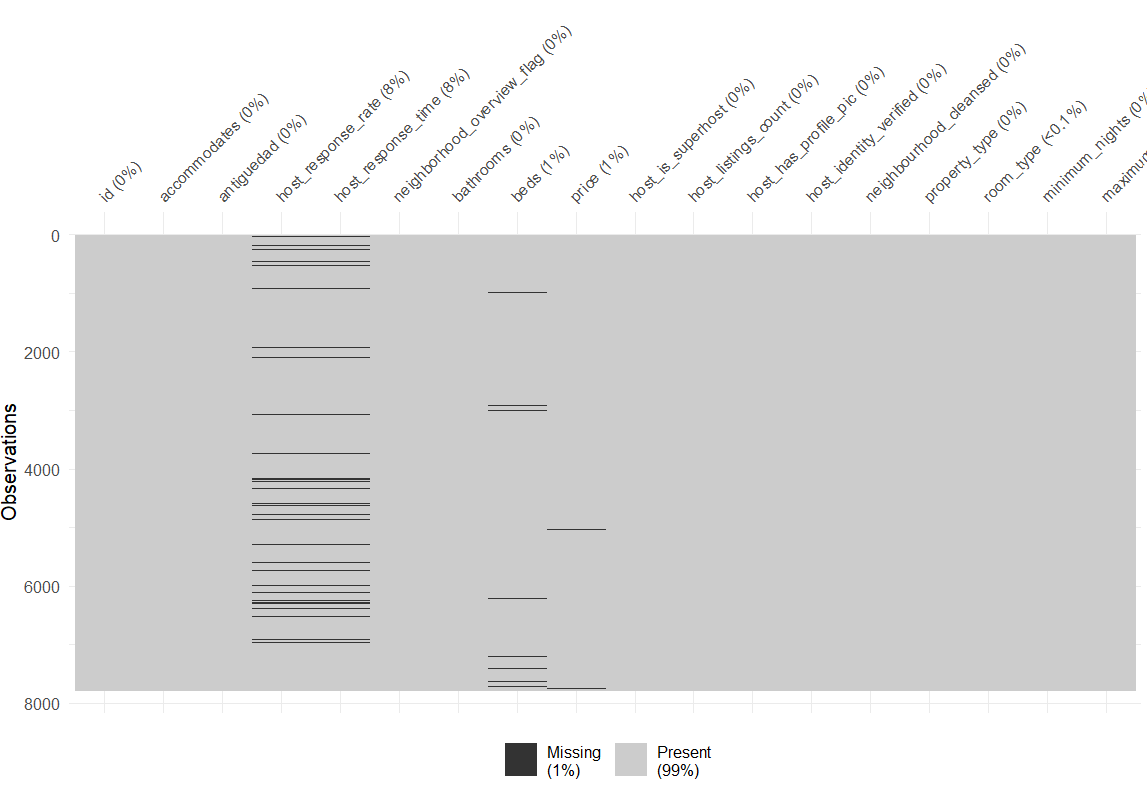 id (0%)
accommodates (0%)
antiguedad (0%)
host_response_rate (8%)
host_response_time (8%)
neighborhood_overview_flag (0%)
bathrooms (0%)
beds (1%)
price (1%)
host_is_superhost (0%)
host_listings_count (0%)
host_has_profile_pic (0%)
host_identity_verified (0%)
neighbourhood_cleansed (0%)
property_type (0%)
room_type (<0.1%)
minimum_nights (0%
maximum
Observations
0
2000
4000
6000
8000
Missing
(1%)
Present
(99%)